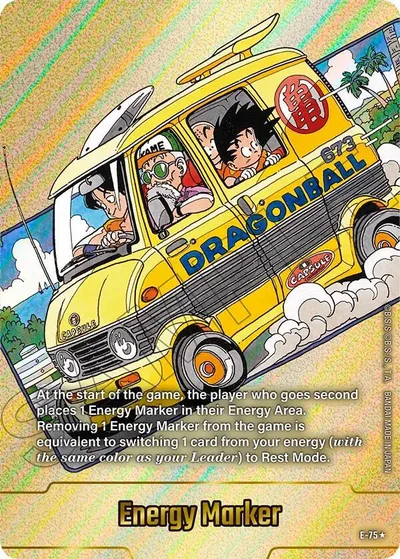 KAME
DRAGONBALL
673
CAPSULE
CAPSULE
At the start of the game, the player who goes second
places 1 Energy Marker in their Energy Area.
Removing 1 Energy Marker from the game is
equivalent to switching 1 card from your energy (with
the same color as your Leader) to Rest Mode.
BANDAI MADE IN JAPAN
Energy Marker
E-75★